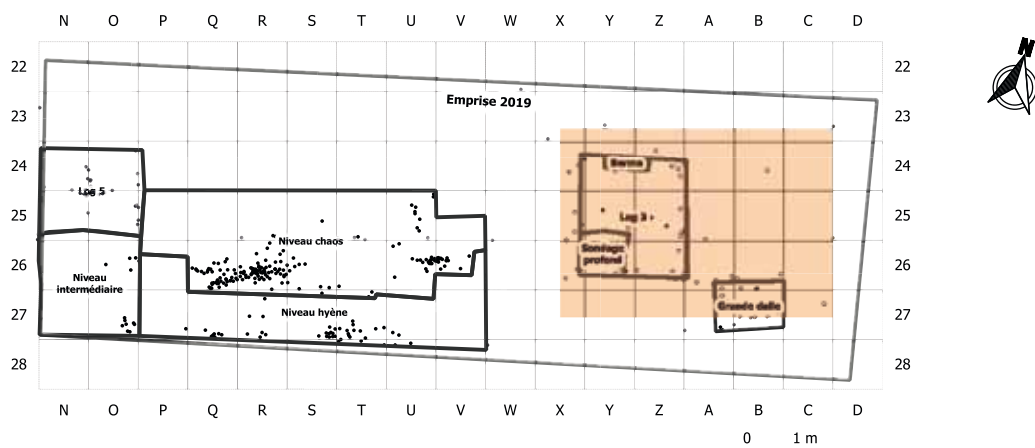 N O P Q R S T U V W X Y Z A B C D
N
22 22
Emprise 2019
23 23
24 Berme 24
Log 5
25 Log 3 25
Niveau chaos
Sondage
profond
26 26
Niveau
intermédiaire
Grande dalle
27 Niveau hyène 27
28 28
N O P Q R S T U V W X Y Z A B C D
0 1 m